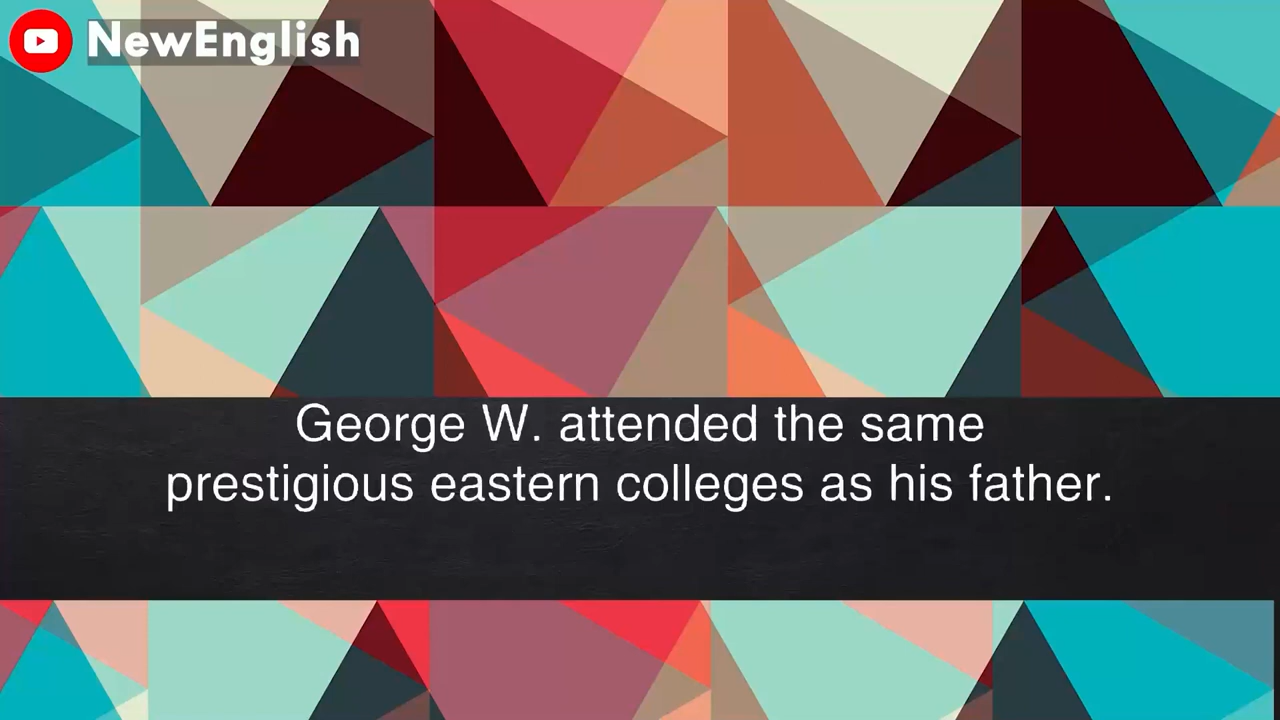 NewEnglish
George W. attended the same
prestigious eastern colleges as his father.